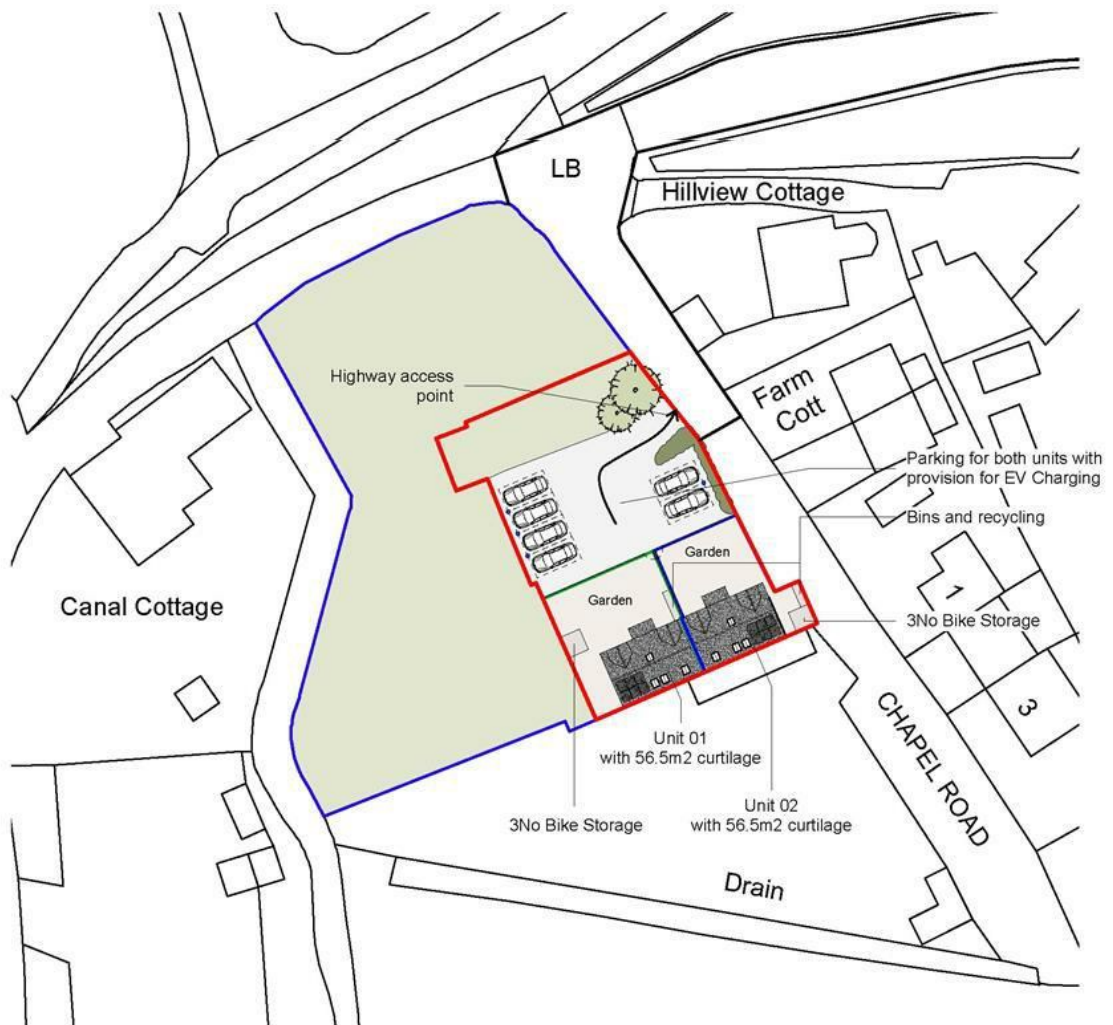 LB
Hillview Cottage
Highway access
point
Farm
Cott
Parking for both units with
provision for EV Charging
Bins and recycling
Garden
Garden
Canal Cottage
1
3No Bike Storage
3
CHAPEL ROAD
Unit 01
with 56.5m2 curtilage
Unit 02
with 56.5m2 curtilage
3No Bike Storage
Drain